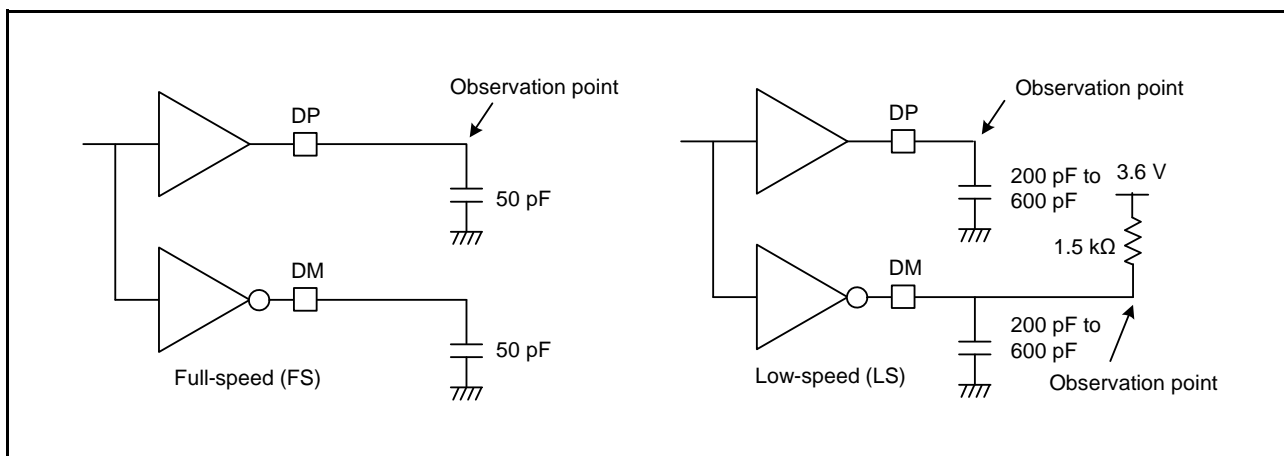 Observation point
DP
50 pF
DM
50 pF
Full-speed (FS)
Observation point
DP
200 pF to
600 pF
3.6 V
1.5 kΩ
DM
200 pF to
600 pF
Low-speed (LS)
Observation point